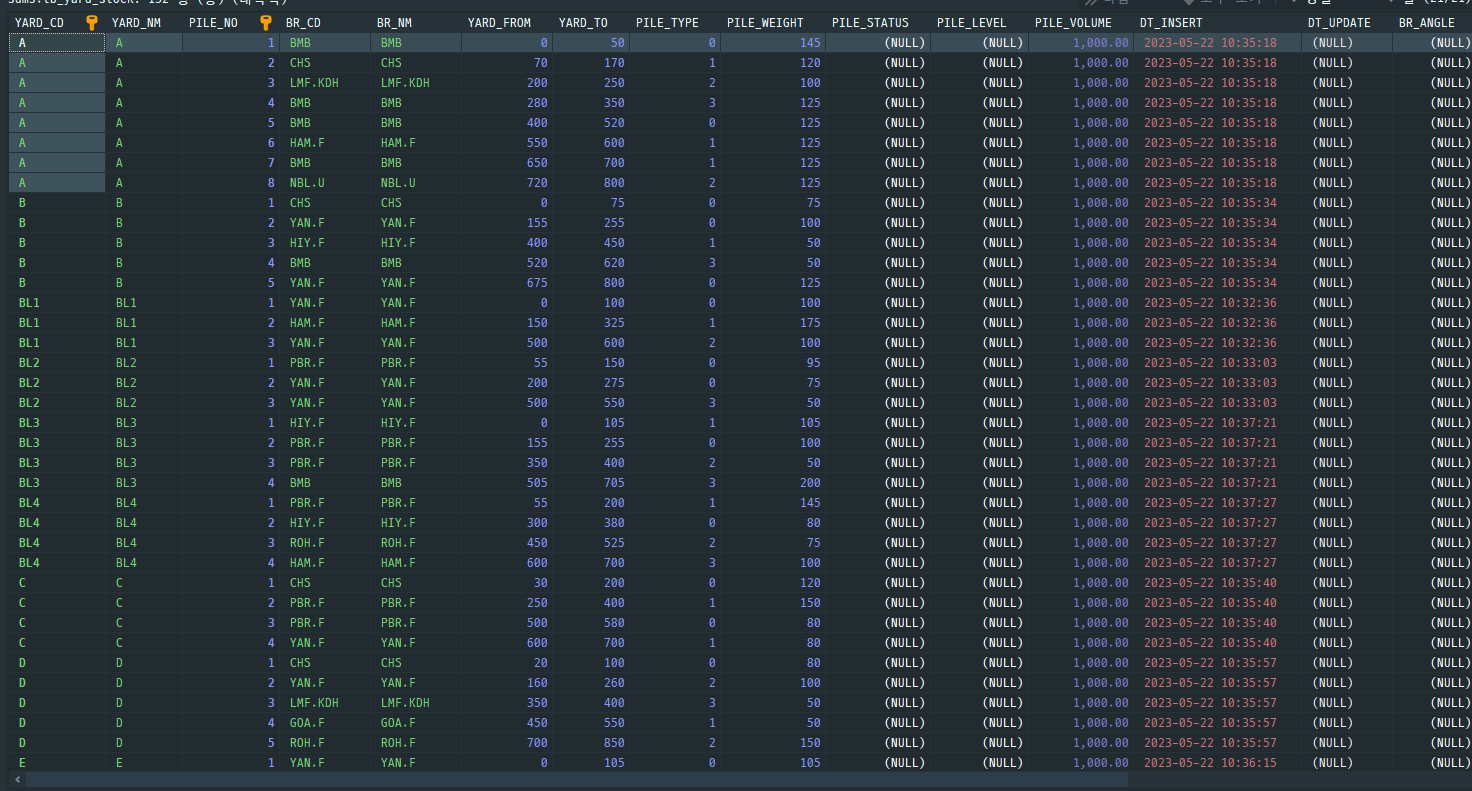 YARD_CD YARD_NM PILE_NO BR_CD BR_NM YARD_FROM YARD_TO PILE_TYPE PILE_WEIGHT PILE_STATUS PILE_LEVEL PILE_VOLUME DT_INSERT DT_UPDATE BR_ANGLE
A A 1 BMB BMB 0 50 0 145 (NULL) (NULL) 1,000.00 2023-05-22 10:35:18 (NULL) (NULL)
A A 2 CHS CHS 70 170 1 120 (NULL) (NULL) 1,000.00 2023-05-22 10:35:18 (NULL) (NULL)
A A 3 LMF.KDH LMF.KDH 200 250 2 100 (NULL) (NULL) 1,000.00 2023-05-22 10:35:18 (NULL) (NULL)
A A 4 BMB BMB 280 350 3 125 (NULL) (NULL) 1,000.00 2023-05-22 10:35:18 (NULL) (NULL)
A A 5 BMB BMB 400 520 0 125 (NULL) (NULL) 1,000.00 2023-05-22 10:35:18 (NULL) (NULL)
A A 6 HAM.F HAM.F 550 600 1 125 (NULL) (NULL) 1,000.00 2023-05-22 10:35:18 (NULL) (NULL)
A A 7 BMB BMB 650 700 1 125 (NULL) (NULL) 1,000.00 2023-05-22 10:35:18 (NULL) (NULL)
A A 8 NBL.U NBL.U 720 800 2 125 (NULL) (NULL) 1,000.00 2023-05-22 10:35:18 (NULL) (NULL)
B B 1 CHS CHS 0 75 0 75 (NULL) (NULL) 1,000.00 2023-05-22 10:35:34 (NULL) (NULL)
B B 2 YAN.F YAN.F 155 255 0 100 (NULL) (NULL) 1,000.00 2023-05-22 10:35:34 (NULL) (NULL)
B B 3 HIY.F HIY.F 400 450 1 50 (NULL) (NULL) 1,000.00 2023-05-22 10:35:34 (NULL) (NULL)
B B 4 BMB BMB 520 620 3 50 (NULL) (NULL) 1,000.00 2023-05-22 10:35:34 (NULL) (NULL)
B B 5 YAN.F YAN.F 675 800 0 125 (NULL) (NULL) 1,000.00 2023-05-22 10:35:34 (NULL) (NULL)
BL1 BL1 1 YAN.F YAN.F 0 100 0 100 (NULL) (NULL) 1,000.00 2023-05-22 10:32:36 (NULL) (NULL)
BL1 BL1 2 HAM.F HAM.F 150 325 1 175 (NULL) (NULL) 1,000.00 2023-05-22 10:32:36 (NULL) (NULL)
BL1 BL1 3 YAN.F YAN.F 500 600 2 100 (NULL) (NULL) 1,000.00 2023-05-22 10:32:36 (NULL) (NULL)
BL2 BL2 1 PBR.F PBR.F 55 150 0 95 (NULL) (NULL) 1,000.00 2023-05-22 10:33:03 (NULL) (NULL)
BL2 BL2 2 YAN.F YAN.F 200 275 0 75 (NULL) (NULL) 1,000.00 2023-05-22 10:33:03 (NULL) (NULL)
BL2 BL2 3 YAN.F YAN.F 500 550 3 50 (NULL) (NULL) 1,000.00 2023-05-22 10:33:03 (NULL) (NULL)
BL3 BL3 1 HIY.F HIY.F 0 105 1 105 (NULL) (NULL) 1,000.00 2023-05-22 10:37:21 (NULL) (NULL)
BL3 BL3 2 PBR.F PBR.F 155 255 0 100 (NULL) (NULL) 1,000.00 2023-05-22 10:37:21 (NULL) (NULL)
BL3 BL3 3 PBR.F PBR.F 350 400 2 50 (NULL) (NULL) 1,000.00 2023-05-22 10:37:21 (NULL) (NULL)
BL3 BL3 4 BMB BMB 505 705 3 200 (NULL) (NULL) 1,000.00 2023-05-22 10:37:21 (NULL) (NULL)
BL4 BL4 1 PBR.F PBR.F 55 200 1 145 (NULL) (NULL) 1,000.00 2023-05-22 10:37:27 (NULL) (NULL)
BL4 BL4 2 HIY.F HIY.F 300 380 0 80 (NULL) (NULL) 1,000.00 2023-05-22 10:37:27 (NULL) (NULL)
BL4 BL4 3 ROH.F ROH.F 450 525 2 75 (NULL) (NULL) 1,000.00 2023-05-22 10:37:27 (NULL) (NULL)
BL4 BL4 4 HAM.F HAM.F 600 700 3 100 (NULL) (NULL) 1,000.00 2023-05-22 10:37:27 (NULL) (NULL)
C C 1 CHS CHS 30 200 0 120 (NULL) (NULL) 1,000.00 2023-05-22 10:35:40 (NULL) (NULL)
C C 2 PBR.F PBR.F 250 400 1 150 (NULL) (NULL) 1,000.00 2023-05-22 10:35:40 (NULL) (NULL)
C C 3 PBR.F PBR.F 500 580 0 80 (NULL) (NULL) 1,000.00 2023-05-22 10:35:40 (NULL) (NULL)
C C 4 YAN.F YAN.F 600 700 1 80 (NULL) (NULL) 1,000.00 2023-05-22 10:35:40 (NULL) (NULL)
D D 1 CHS CHS 20 100 0 80 (NULL) (NULL) 1,000.00 2023-05-22 10:35:57 (NULL) (NULL)
D D 2 YAN.F YAN.F 160 260 2 100 (NULL) (NULL) 1,000.00 2023-05-22 10:35:57 (NULL) (NULL)
D D 3 LMF.KDH LMF.KDH 350 400 3 50 (NULL) (NULL) 1,000.00 2023-05-22 10:35:57 (NULL) (NULL)
D D 4 GOA.F GOA.F 450 550 1 50 (NULL) (NULL) 1,000.00 2023-05-22 10:35:57 (NULL) (NULL)
D D 5 ROH.F ROH.F 700 850 2 150 (NULL) (NULL) 1,000.00 2023-05-22 10:35:57 (NULL) (NULL)
E E 1 YAN.F YAN.F 0 105 0 105 (NULL) (NULL) 1,000.00 2023-05-22 10:36:15 (NULL) (NULL)